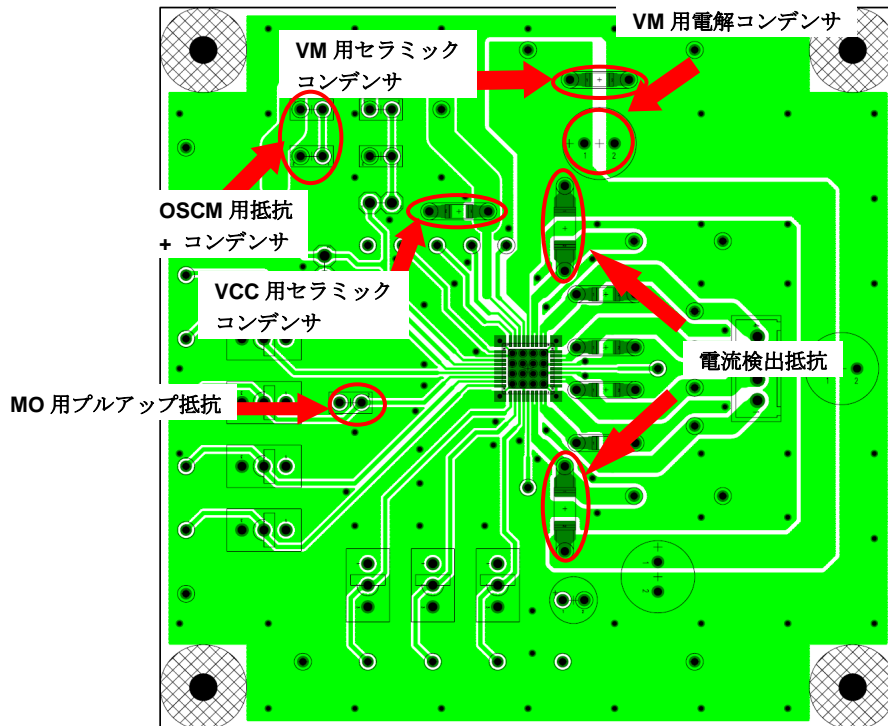 VM 用電解コンデンサ
VM 用セラミック
コンデンサ
OSCM 用抵抗
+ コンデンサ
VCC 用セラミック
コンデンサ
電流検出抵抗
MO 用プルアップ抵抗